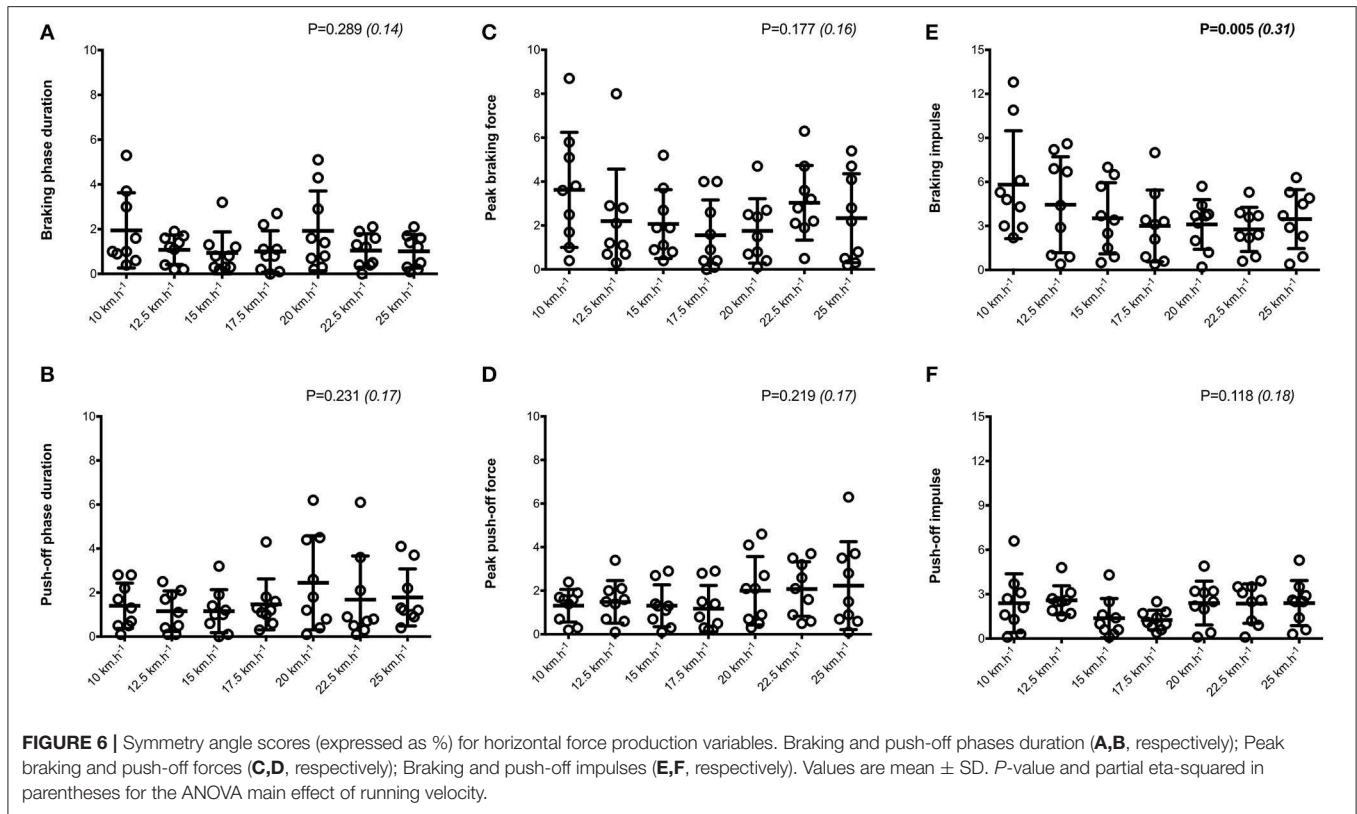 A
P=0.289 (0.14)
Braking phase duration
10
8
6
4
2
0
10 km.h⁻¹
12.5 km.h⁻¹
15 km.h⁻¹
17.5 km.h⁻¹
20 km.h⁻¹
22.5 km.h⁻¹
25 km.h⁻¹
C
P=0.177 (0.16)
Peak braking force
10
8
6
4
2
0
10 km.h⁻¹
12.5 km.h⁻¹
15 km.h⁻¹
17.5 km.h⁻¹
20 km.h⁻¹
22.5 km.h⁻¹
25 km.h⁻¹
E
P=0.005 (0.31)
Braking impulse
15
12
9
6
3
0
10 km.h⁻¹
12.5 km.h⁻¹
15 km.h⁻¹
17.5 km.h⁻¹
20 km.h⁻¹
22.5 km.h⁻¹
25 km.h⁻¹
B
P=0.231 (0.17)
Push-off phase duration
10
8
6
4
2
0
10 km.h⁻¹
12.5 km.h⁻¹
15 km.h⁻¹
17.5 km.h⁻¹
20 km.h⁻¹
22.5 km.h⁻¹
25 km.h⁻¹
D
P=0.219 (0.17)
Peak push-off force
10
8
6
4
2
0
10 km.h⁻¹
12.5 km.h⁻¹
15 km.h⁻¹
17.5 km.h⁻¹
20 km.h⁻¹
22.5 km.h⁻¹
25 km.h⁻¹
F
P=0.118 (0.18)
Push-off impulse
15
12
9
6
3
0
10 km.h⁻¹
12.5 km.h⁻¹
15 km.h⁻¹
17.5 km.h⁻¹
20 km.h⁻¹
22.5 km.h⁻¹
25 km.h⁻¹
FIGURE 6 | Symmetry angle scores (expressed as %) for horizontal force production variables. Braking and push-off phases duration (A,B, respectively); Peak
braking and push-off forces (C,D, respectively); Braking and push-off impulses (E,F, respectively). Values are mean ± SD. P-value and partial eta-squared in
parentheses for the ANOVA main effect of running velocity.